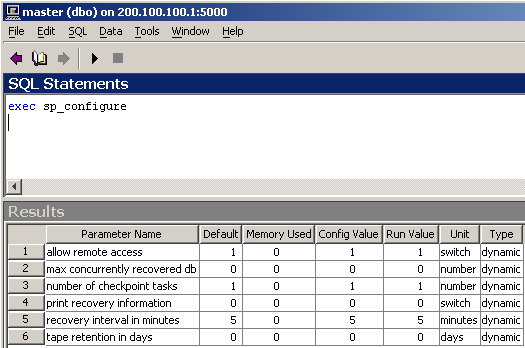 master (dbo) on 200.100.100.1:5000
File Edit SQL Data Tools Window Help
SQL Statements
exec sp_configure
Results
Parameter Name Default Memory Used Config Value Run Value Unit Type
1 allow remote access 1 0 1 1 switch dynamic
2 max concurrently recovered db 0 0 0 0 number dynamic
3 number of checkpoint tasks 1 0 1 1 number dynamic
4 print recovery information 0 0 0 0 switch dynamic
5 recovery interval in minutes 5 0 5 5 minutes dynamic
6 tape retention in days 0 0 0 0 days dynamic